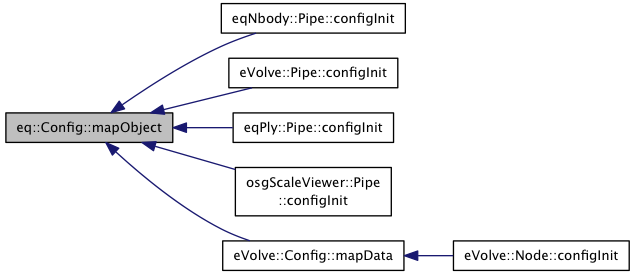 eqNbody::Pipe::configInit
eVolve::Pipe::configInit
eq::Config::mapObject
eqPly::Pipe::configInit
osgScaleViewer::Pipe
::configInit
eVolve::Config::mapData
eVolve::Node::configInit